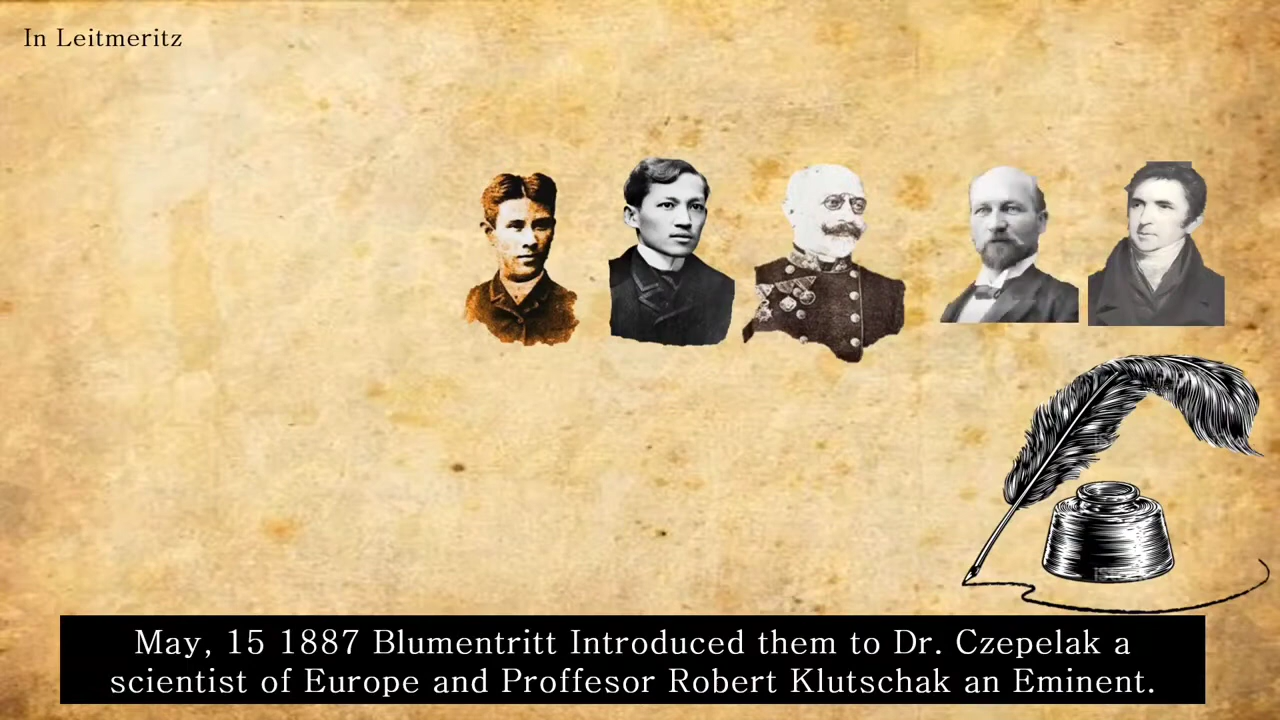 In Leitmeritz
May, 15 1887 Blumentritt Introduced them to Dr. Czepelak a
scientist of Europe and Proffesor Robert Klutschak an Eminent.